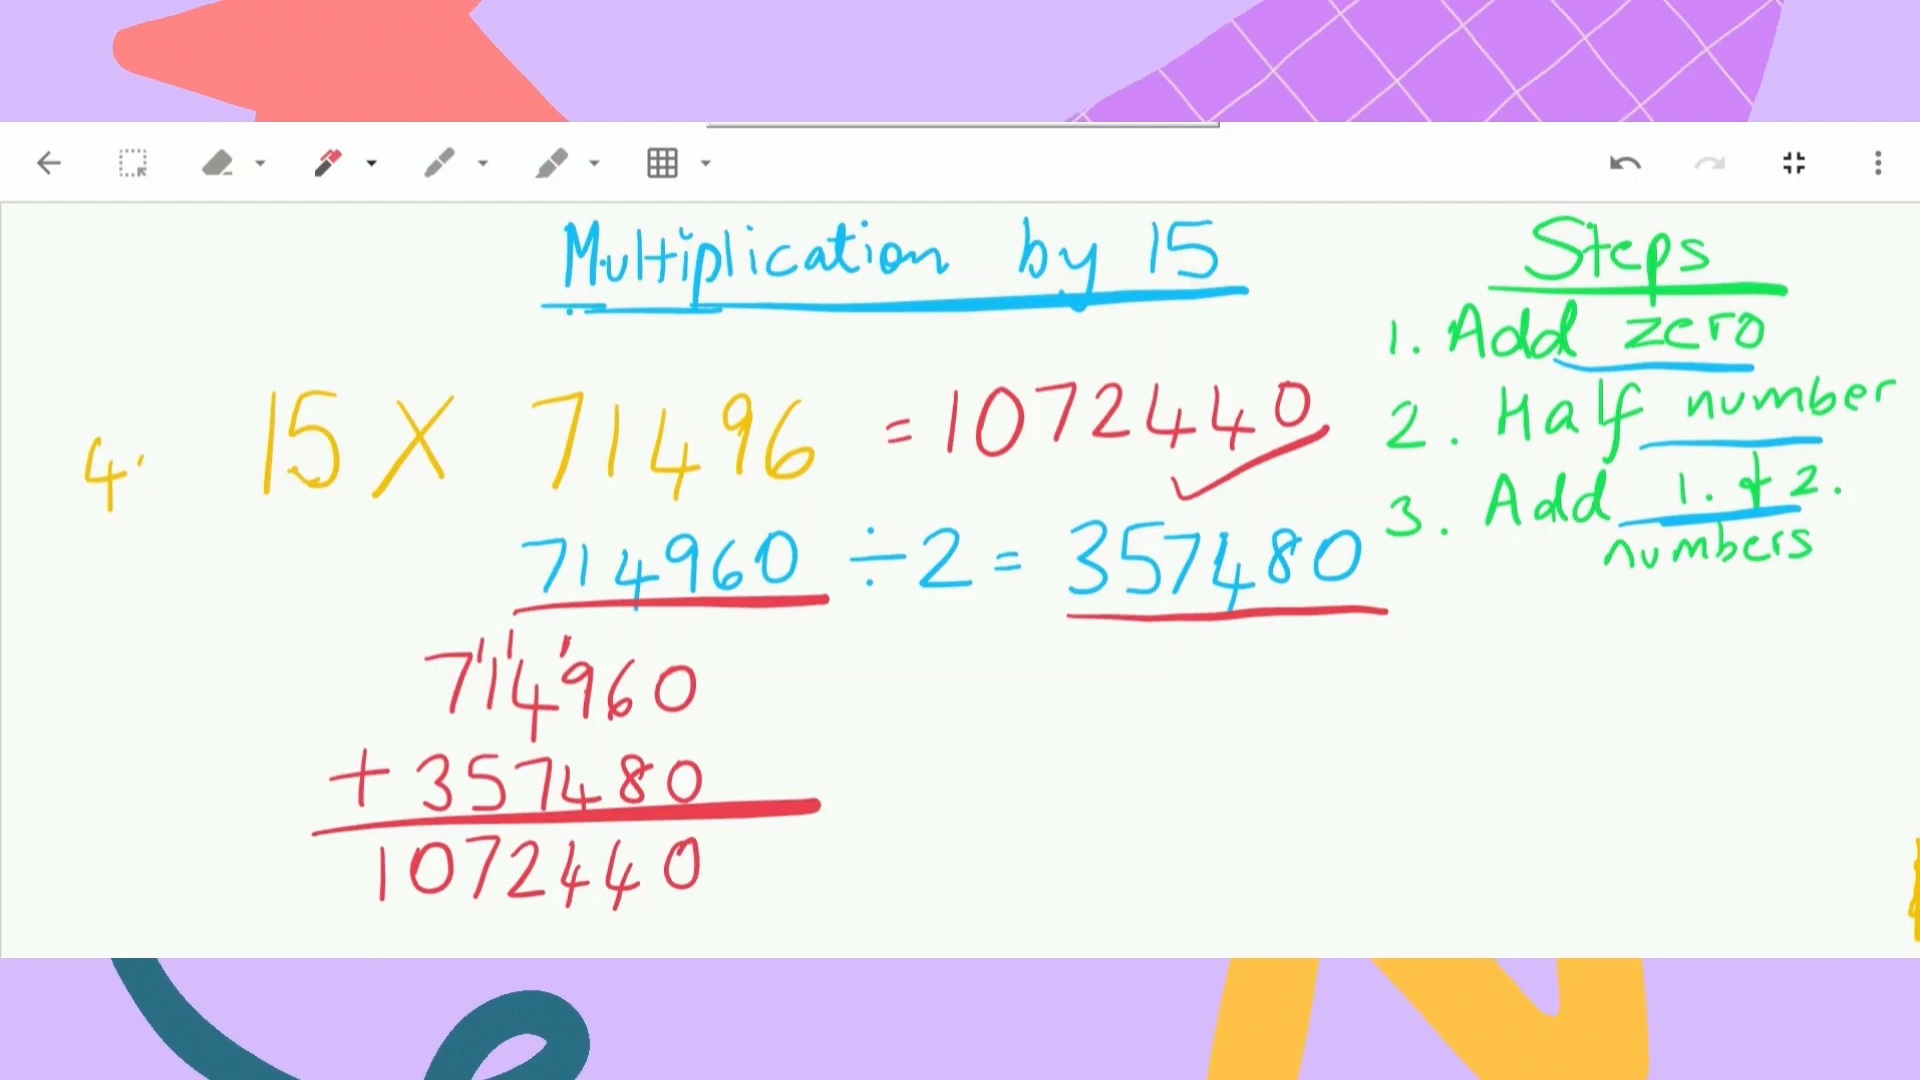 Multiplication by 15
4. 15 X 71496 = 1072440
714960 ÷ 2 = 357480
714960
+ 357480
1072440
Steps
1. Add zero
2. Half number
3. Add 1. & 2.
numbers